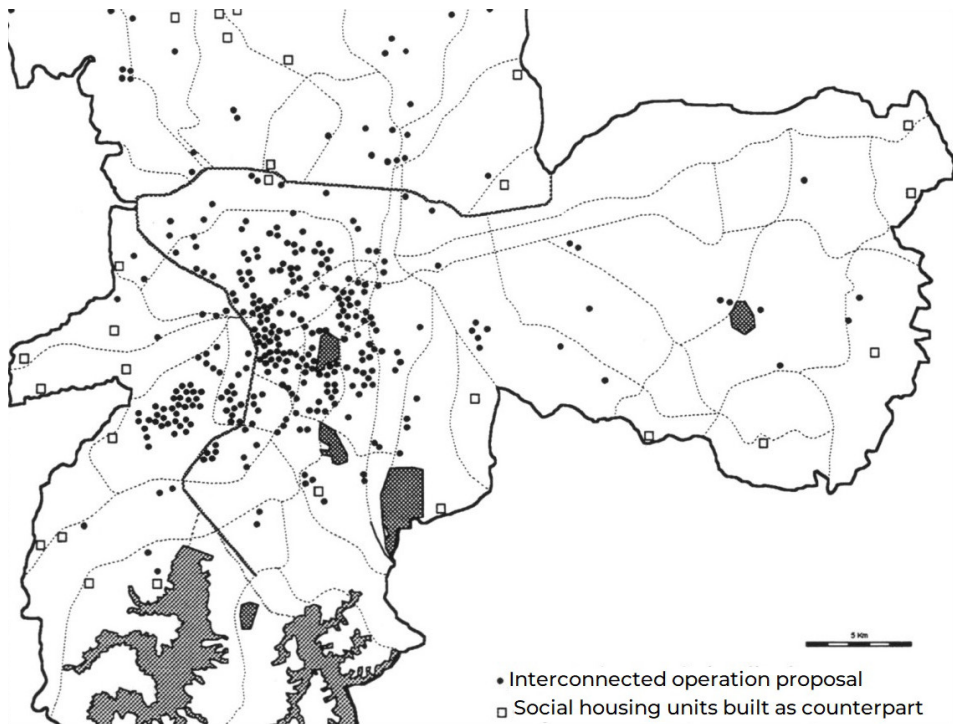 5 Km
Interconnected operation proposal
Social housing units built as counterpart